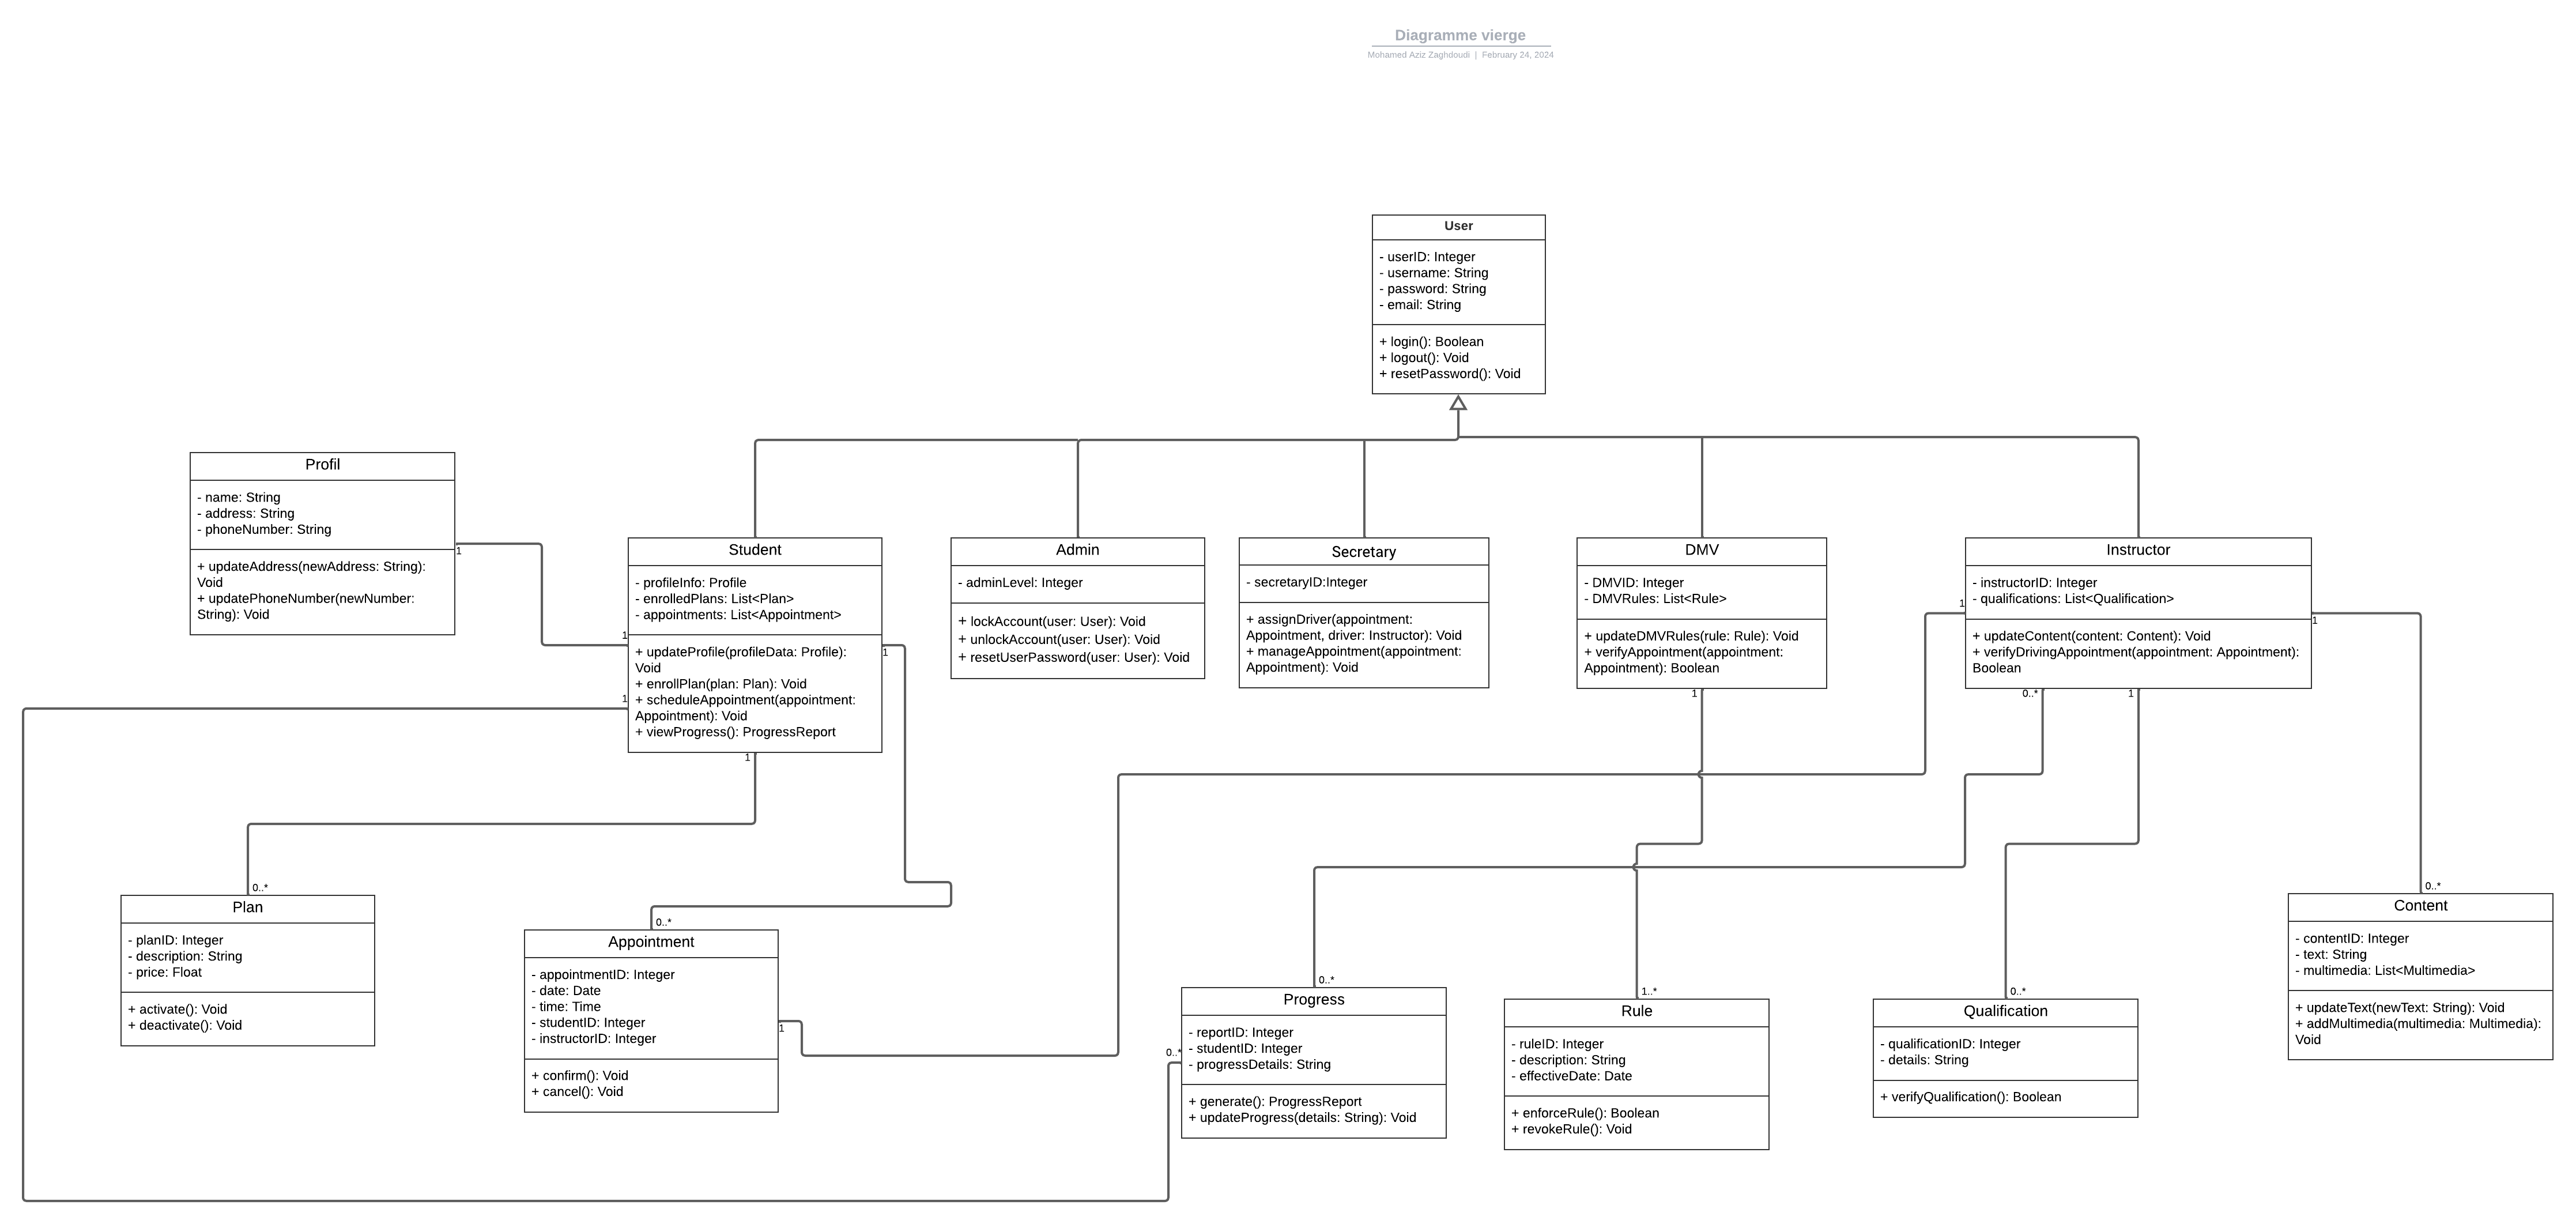 Diagramme vierge
Mohamed Aziz Zaghdoudi | February 24, 2024
User
- userID: Integer
- username: String
- password: String
- email: String
+ login(): Boolean
+ logout(): Void
+ resetPassword(): Void
Profil
- name: String
- address: String
- phoneNumber: String
+ updateAddress(newAddress: String):
Void
+ updatePhoneNumber(newNumber:
String): Void
1
Student
- profileInfo: Profile
- enrolledPlans: List<Plan>
- appointments: List<Appointment>
+ updateProfile(profileData: Profile):
Void
+ enrollPlan(plan: Plan): Void
+ scheduleAppointment(appointment:
Appointment): Void
+ viewProgress(): ProgressReport
1
1
1
1
Admin
- adminLevel: Integer
+ lockAccount(user: User): Void
+ unlockAccount(user: User): Void
+ resetUserPassword(user: User): Void
Secretary
- secretaryID:Integer
+ assignDriver(appointment:
Appointment, driver: Instructor): Void
+ manageAppointment(appointment:
Appointment): Void
DMV
- DMVID: Integer
- DMVRules: List<Rule>
+ updateDMVRules(rule: Rule): Void
+ verifyAppointment(appointment:
Appointment): Boolean
1
Instructor
- instructorID: Integer
- qualifications: List<Qualification>
+ updateContent(content: Content): Void
+ verifyDrivingAppointment(appointment: Appointment):
Boolean
1
1
0..*
1
0..*
Plan
- planID: Integer
- description: String
- price: Float
+ activate(): Void
+ deactivate(): Void
0..*
Appointment
- appointmentID: Integer
- date: Date
- time: Time
- studentID: Integer
- instructorID: Integer
+ confirm(): Void
+ cancel(): Void
1
0..*
Progress
- reportID: Integer
- studentID: Integer
- progressDetails: String
+ generate(): ProgressReport
+ updateProgress(details: String): Void
0..*
1..*
Rule
- ruleID: Integer
- description: String
- effectiveDate: Date
+ enforceRule(): Boolean
+ revokeRule(): Void
0..*
Qualification
- qualificationID: Integer
- details: String
+ verifyQualification(): Boolean
0..*
Content
- contentID: Integer
- text: String
- multimedia: List<Multimedia>
+ updateText(newText: String): Void
+ addMultimedia(multimedia: Multimedia):
Void